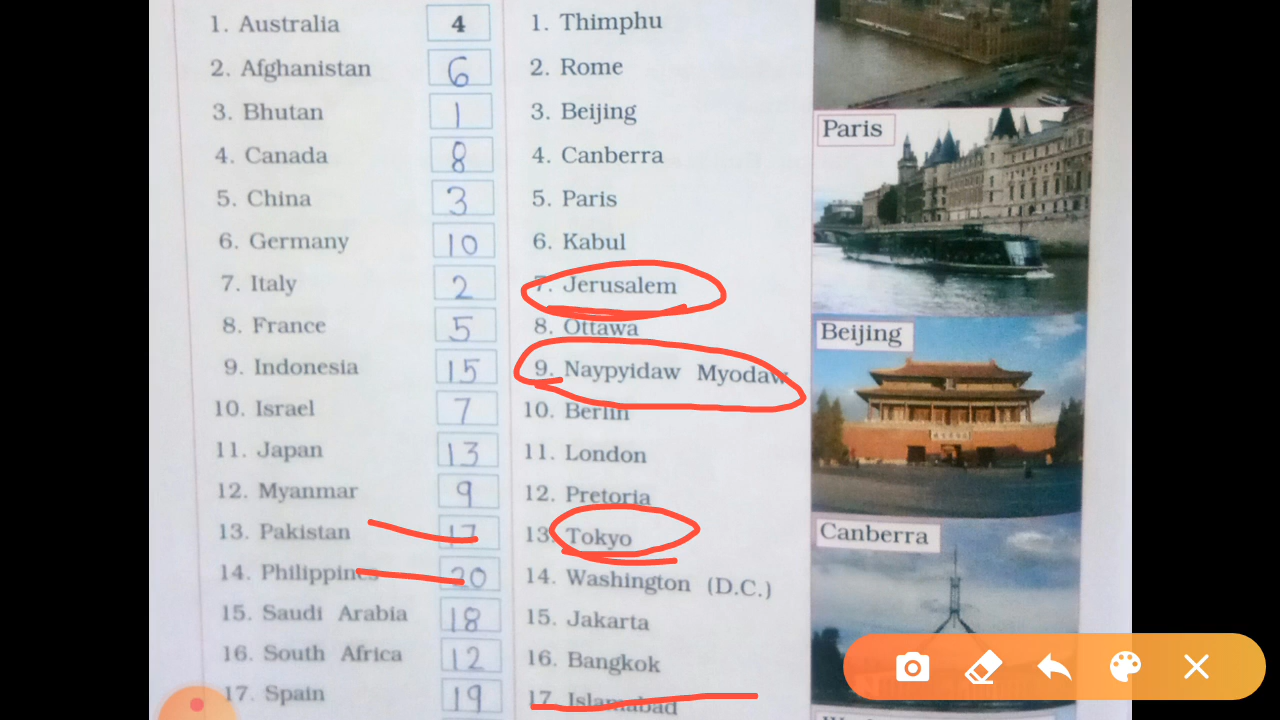 1. Australia 4 1. Thimphu
2. Afghanistan 6 2. Rome
3. Bhutan 1 3. Beijing
4. Canada 8 4. Canberra
5. China 3 5. Paris
6. Germany 10 6. Kabul
7. Italy 2 7. Jerusalem
8. France 5 8. Ottawa
9. Indonesia 15 9. Naypyidaw Myodaw
10. Israel 7 10. Berlin
11. Japan 13 11. London
12. Myanmar 9 12. Pretoria
13. Pakistan 17 13. Tokyo
14. Philippines 20 14. Washington (D.C.)
15. Saudi Arabia 18 15. Jakarta
16. South Africa 12 16. Bangkok
17. Spain 19 17. Islamabad
Paris
Beijing
Canberra